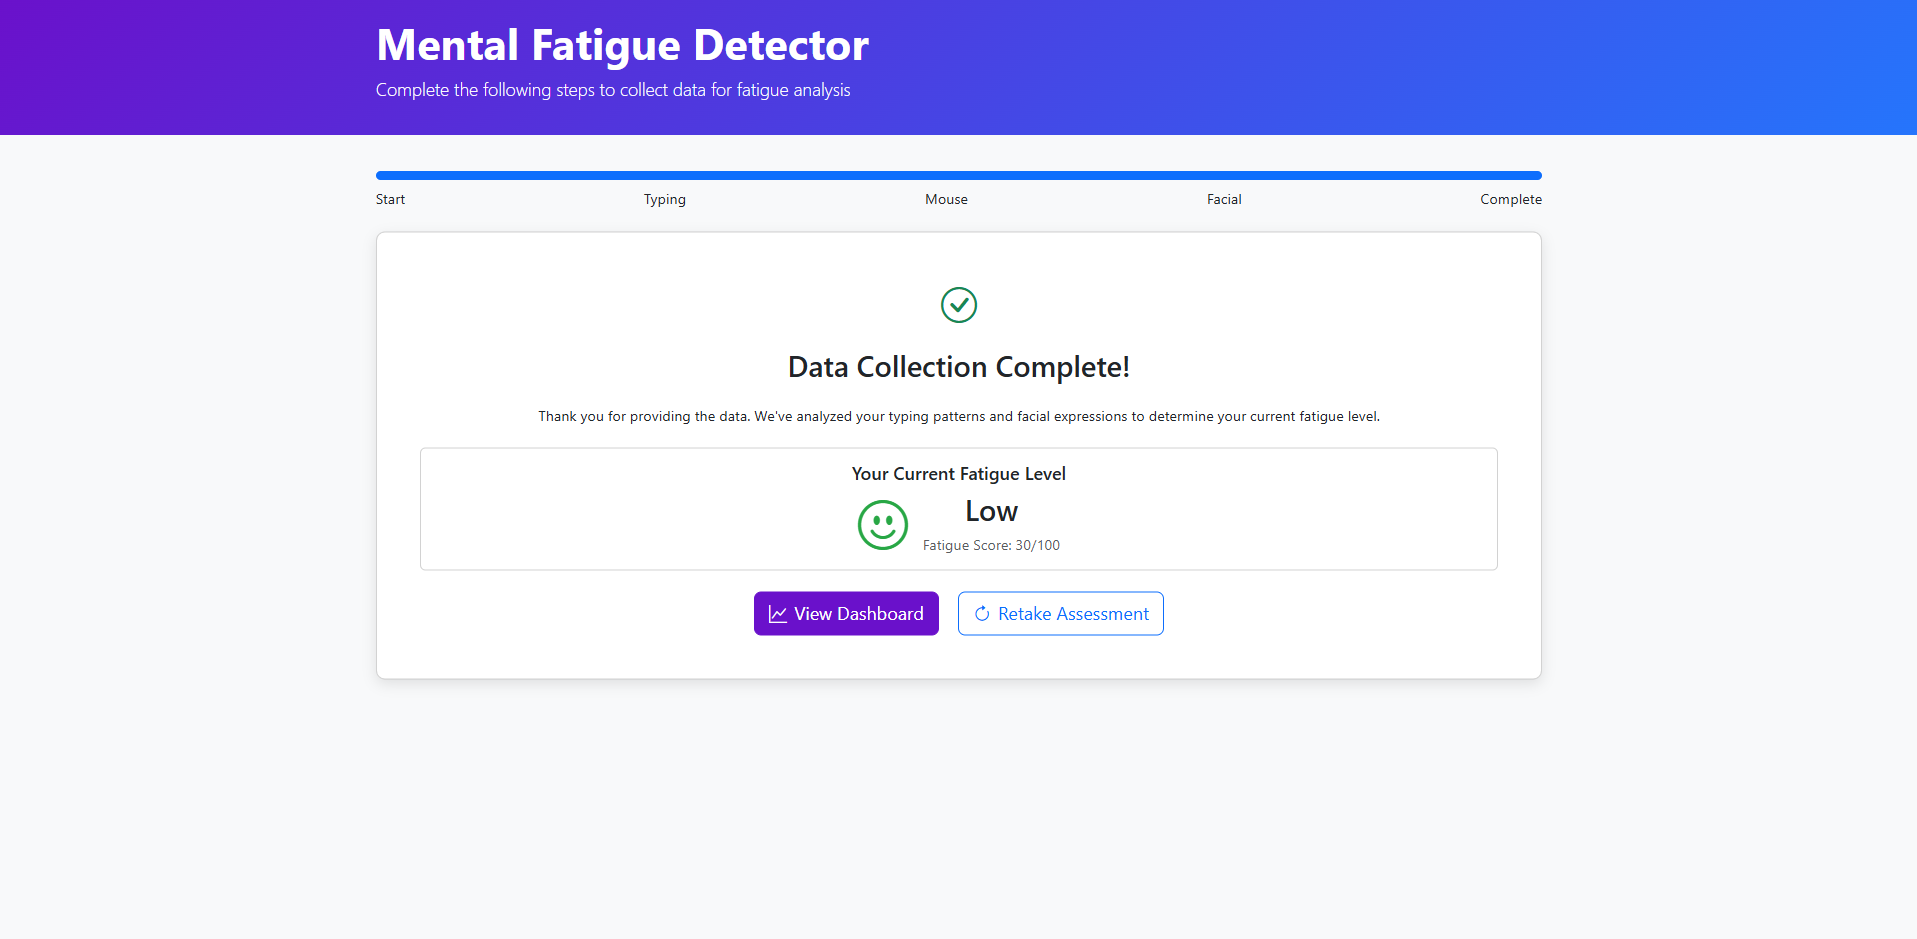 Mental Fatigue Detector
Complete the following steps to collect data for fatigue analysis
Start Typing Mouse Facial Complete
Data Collection Complete!
Thank you for providing the data. We've analyzed your typing patterns and facial expressions to determine your current fatigue level.
Your Current Fatigue Level
Low
Fatigue Score: 30/100
View Dashboard Retake Assessment